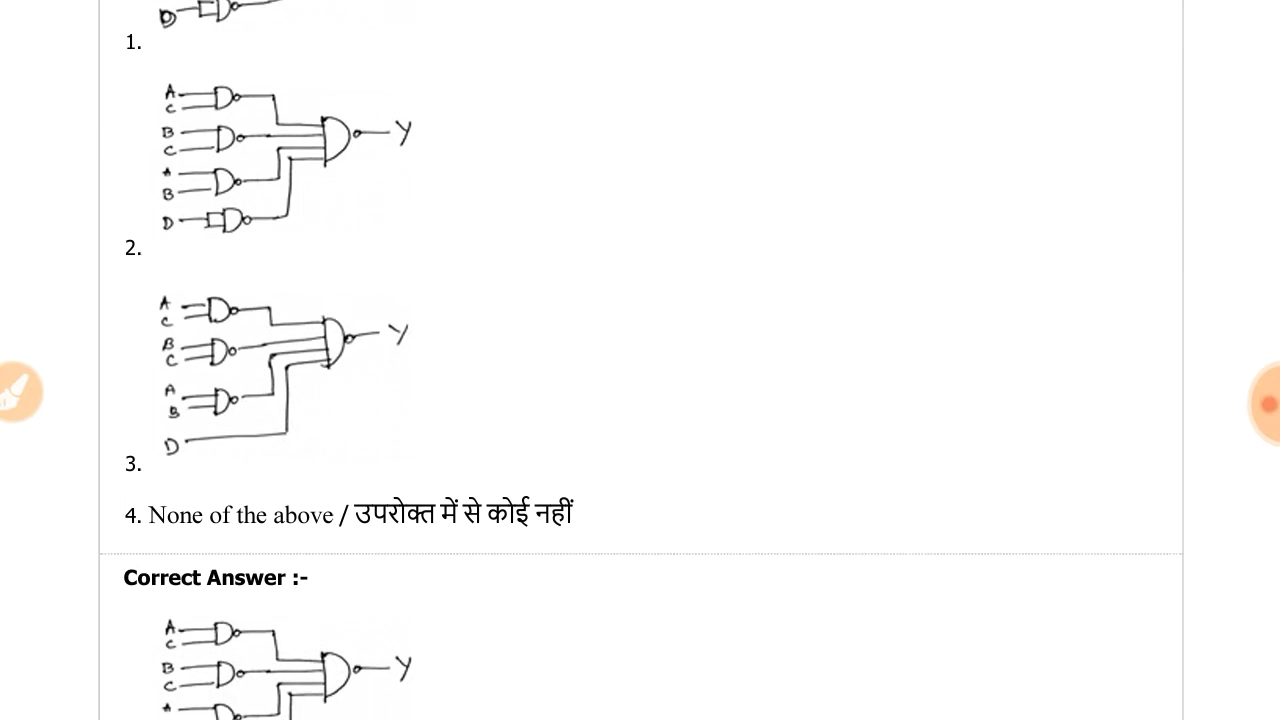 D
1.
A
C
B
C
A
B
D
Y
2.
A
C
B
C
A
B
D
Y
3.
4. None of the above / उपरोक्त में से कोई नहीं
Correct Answer :-
A
C
B
C
A
Y